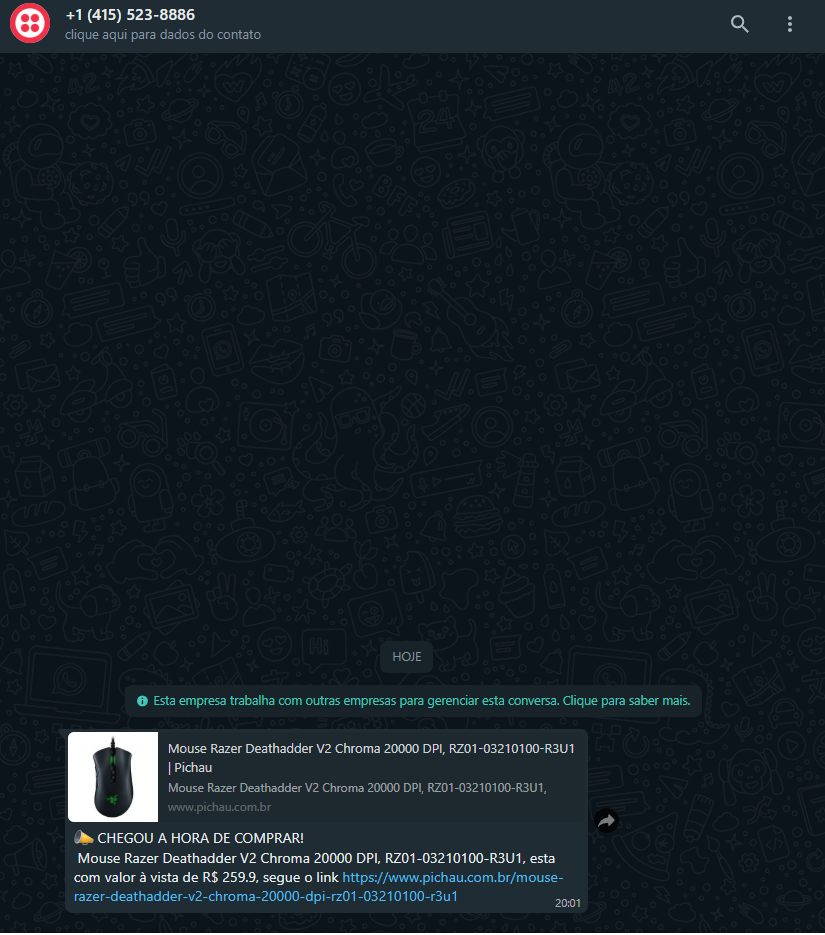 +1 (415) 523-8886
clique aqui para dados do contato
HOJE
Esta empresa trabalha com outras empresas para gerenciar esta conversa. Clique para saber mais.
Mouse Razer Deathadder V2 Chroma 20000 DPI, RZ01-03210100-R3U1
| Pichau
Mouse Razer Deathadder V2 Chroma 20000 DPI, RZ01-03210100-R3U1,
www.pichau.com.br
CHEGOU A HORA DE COMPRAR!
Mouse Razer Deathadder V2 Chroma 20000 DPI, RZ01-03210100-R3U1, esta
com valor à vista de R$ 259.9, segue o link https://www.pichau.com.br/mouse-
razer-deathadder-v2-chroma-20000-dpi-rz01-03210100-r3u1
20:01